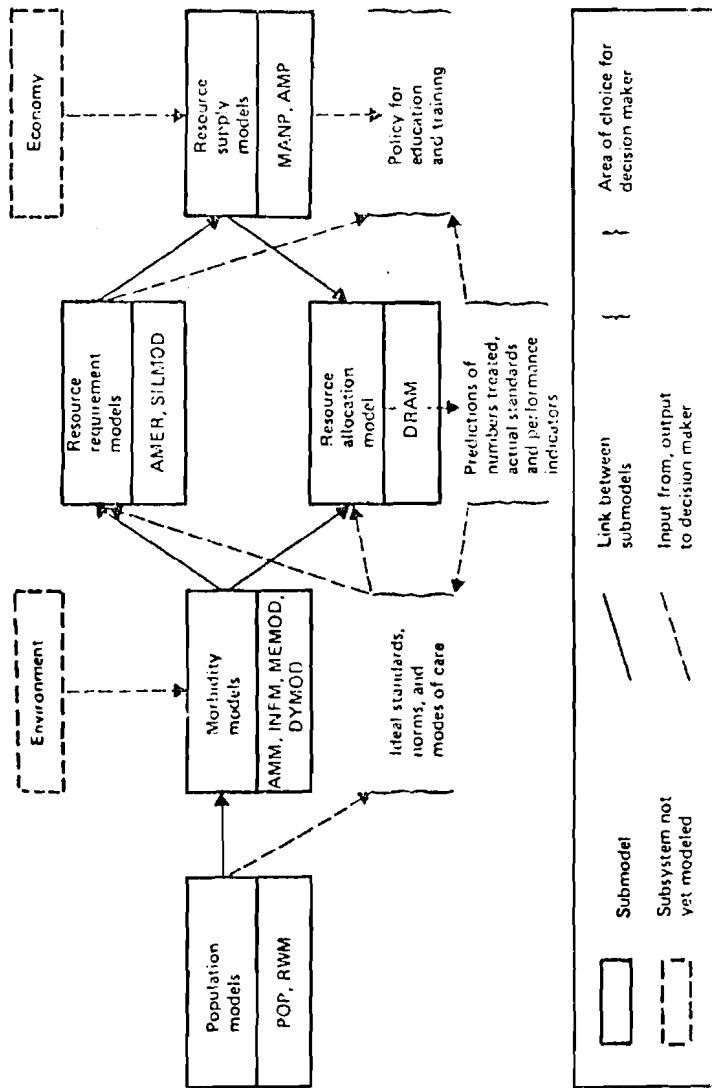 Environment
Economy
Population
models
POP, RWM
Morbidity
models
AMM, INFM, MEMOD,
DYMOD
Resource
requirement
models
AMER, SILMOD
Resource
allocation
model
DRAM
Resource
supply
models
MANP, AMP
Ideal standards,
norms, and
modes of care
Predictions of
numbers treated,
actual standards
and performance
indicators
Policy for
education
and training
Submodel
Subsystem not
yet modeled
Link between
submodels
Input from, output
to decision maker
Area of choice for
decision maker